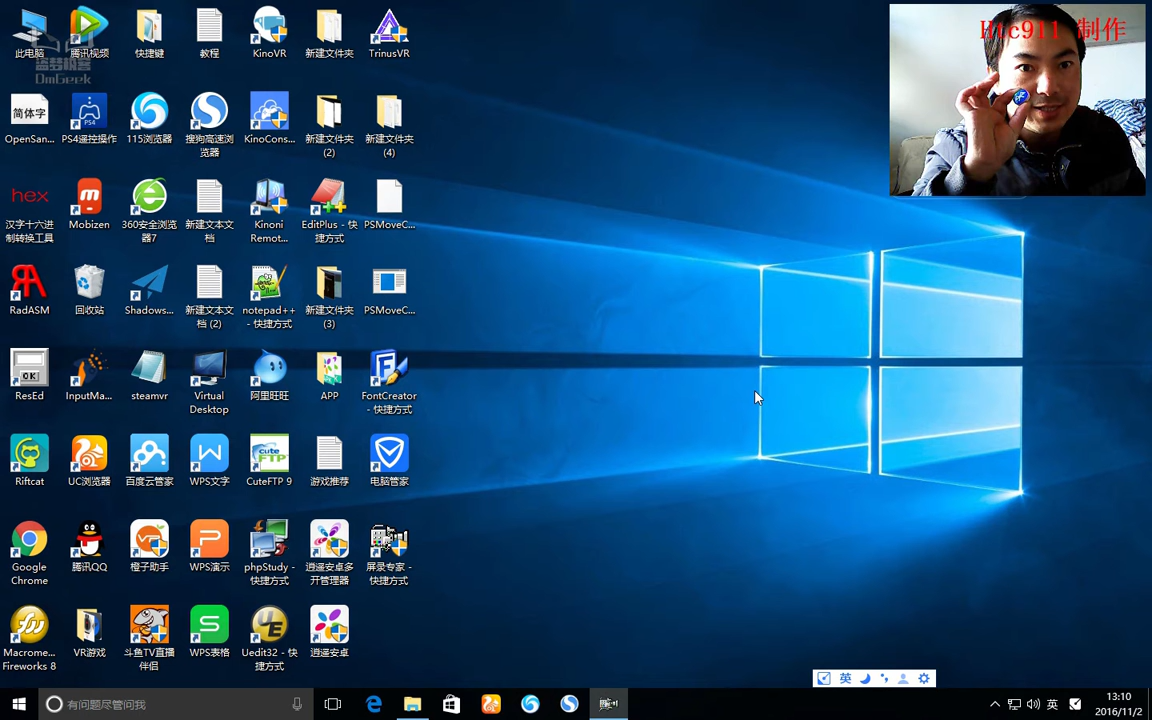 此电脑
腾讯视频
快捷键
教程
KinoVR
新建文件夹
TrinusVR
盗梦极客
DmGeek
Htc911 制作
简体字
OpenSan...
PS4
PS4遥控操作
115浏览器
搜狗高速浏
览器
KinoCons...
新建文件夹
(2)
新建文件夹
(4)
hex
汉字十六进
制转换工具
Mobizen
360安全浏览
器7
新建文本文
档
Kinoni
Remot...
EditPlus - 快
捷方式
PSMoveC...
RadASM
回收站
Shadows...
新建文本文
档 (2)
notepad++
- 快捷方式
新建文件夹
(3)
PSMoveC...
OK
ResEd
InputMa...
steamvr
Virtual
Desktop
阿里旺旺
APP
FontCreator
- 快捷方式
Riftcat
UC浏览器
百度云管家
WPS文字
cute
FTP
CuteFTP 9
游戏推荐
电脑管家
Google
Chrome
腾讯QQ
橙子助手
WPS演示
phpStudy -
快捷方式
逍遥安卓多
开管理器
屏录专家 -
快捷方式
Macrome...
Fireworks 8
VR游戏
斗鱼TV直播
伴侣
WPS表格
Uedit32 - 快
捷方式
逍遥安卓
英
有问题尽管问我
英
13:10
2016/11/2